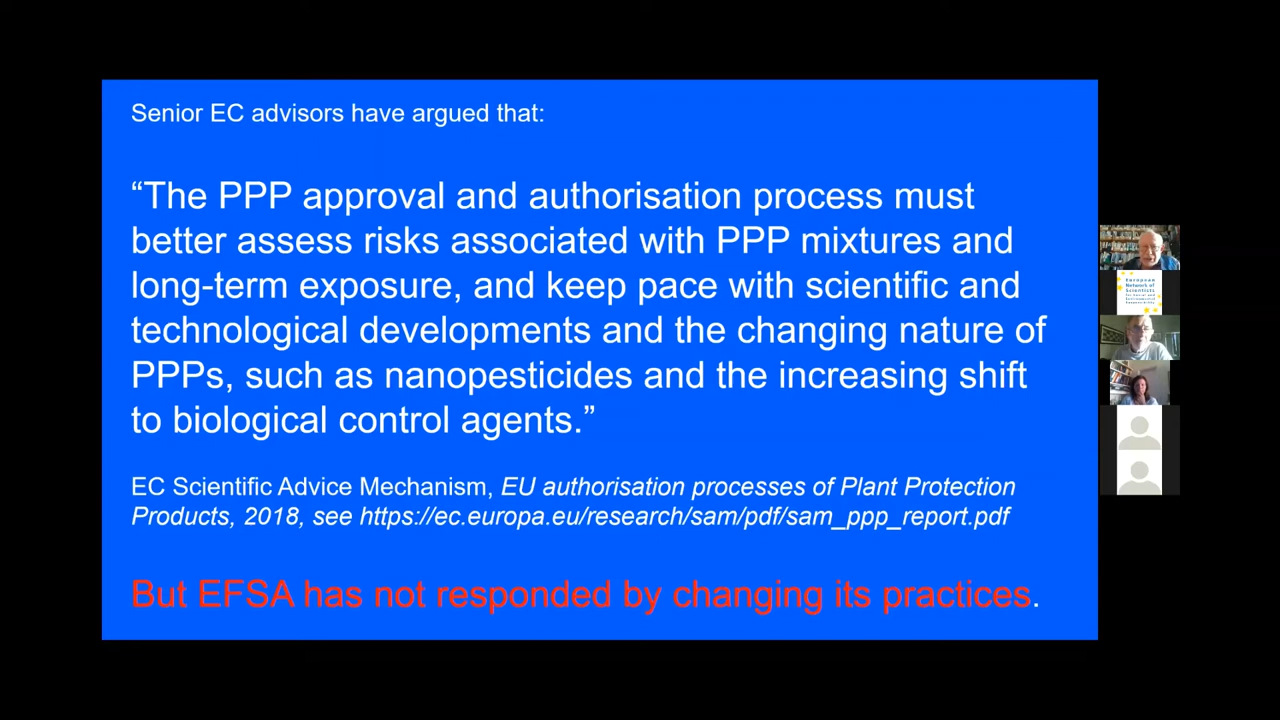 Senior EC advisors have argued that:
“The PPP approval and authorisation process must
better assess risks associated with PPP mixtures and
long-term exposure, and keep pace with scientific and
technological developments and the changing nature of
PPPs, such as nanopesticides and the increasing shift
to biological control agents.”
EC Scientific Advice Mechanism, EU authorisation processes of Plant Protection
Products, 2018, see https://ec.europa.eu/research/sam/pdf/sam_ppp_report.pdf
But EFSA has not responded by changing its practices.
European
Network of
Scientists